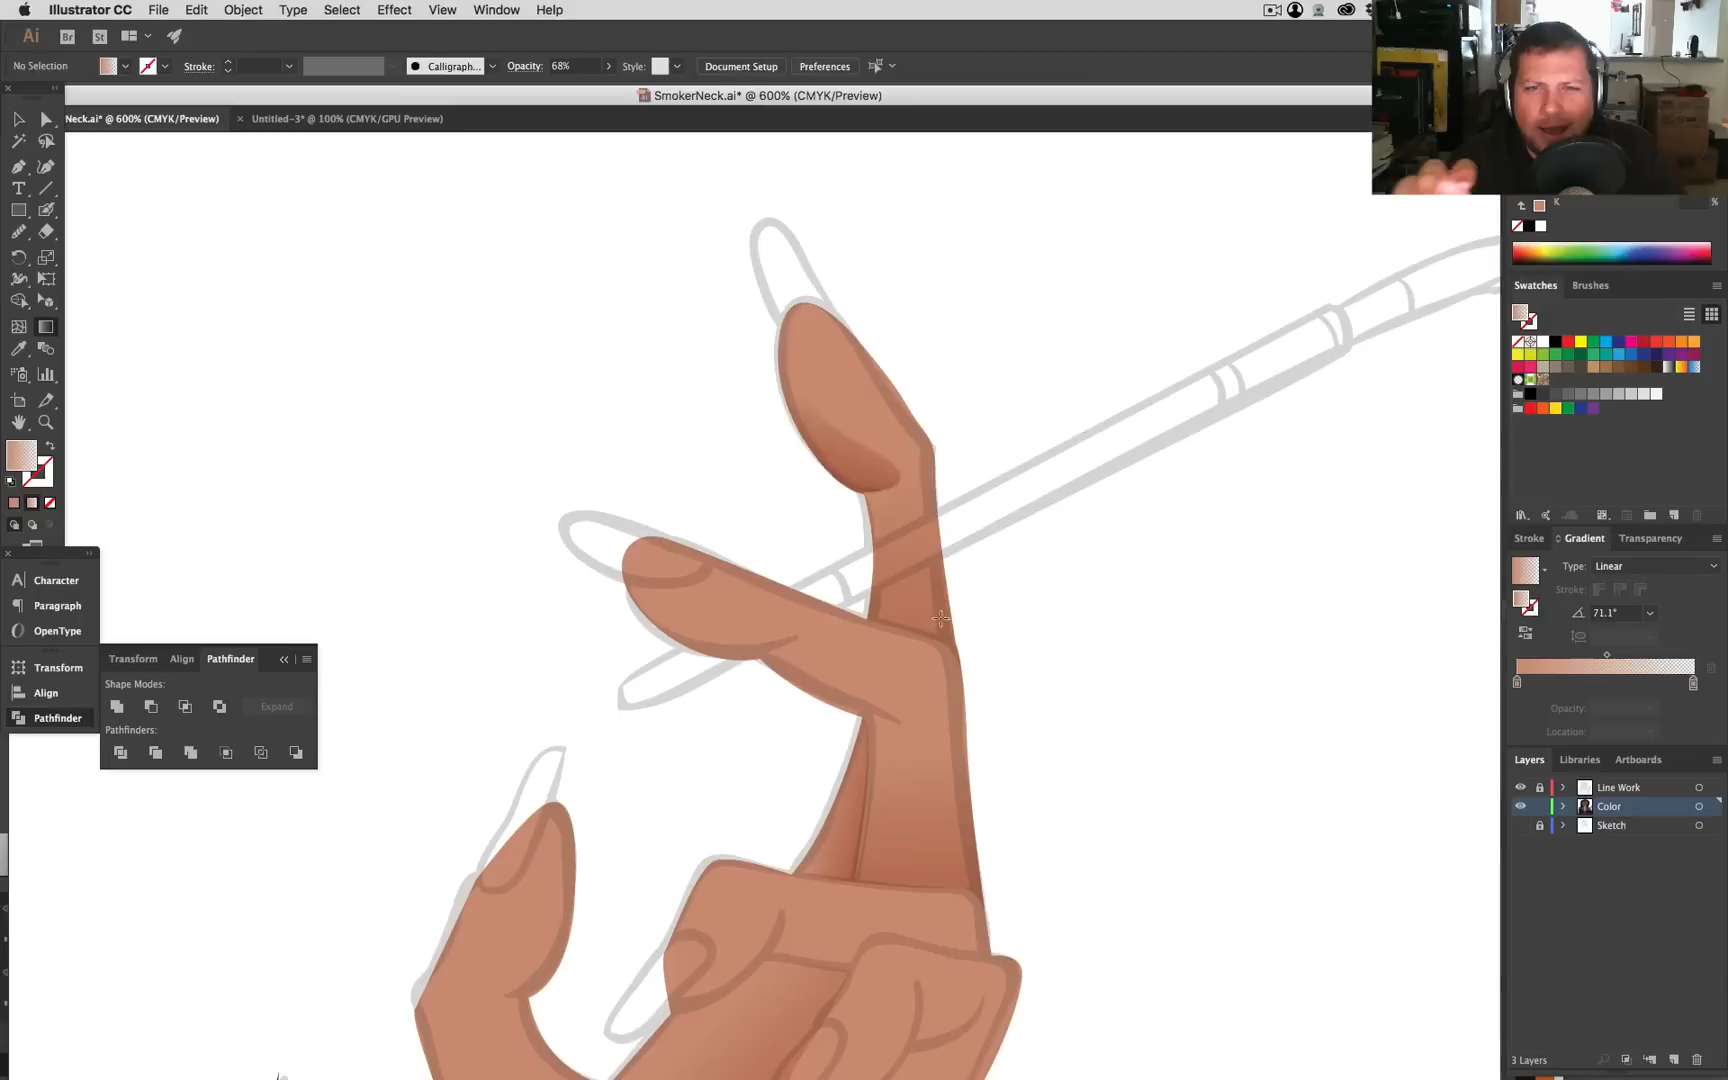 Illustrator CC File Edit Object Type Select Effect View Window Help
Ai Br St
No Selection Stroke: Calligraph... Opacity: 68% Style: Document Setup Preferences
SmokerNeck.ai* @ 600% (CMYK/Preview)
Neck.ai* @ 600% (CMYK/Preview) × Untitled-3* @ 100% (CMYK/GPU Preview)
K %
Swatches Brushes
Stroke Gradient Transparency
Type: Linear
Stroke:
71.1°
Opacity:
Location:
Layers Libraries Artboards
Line Work
Color
Sketch
3 Layers
Character
Paragraph
OpenType
Transform
Align
Pathfinder
Transform Align Pathfinder
Shape Modes:
Expand
Pathfinders: